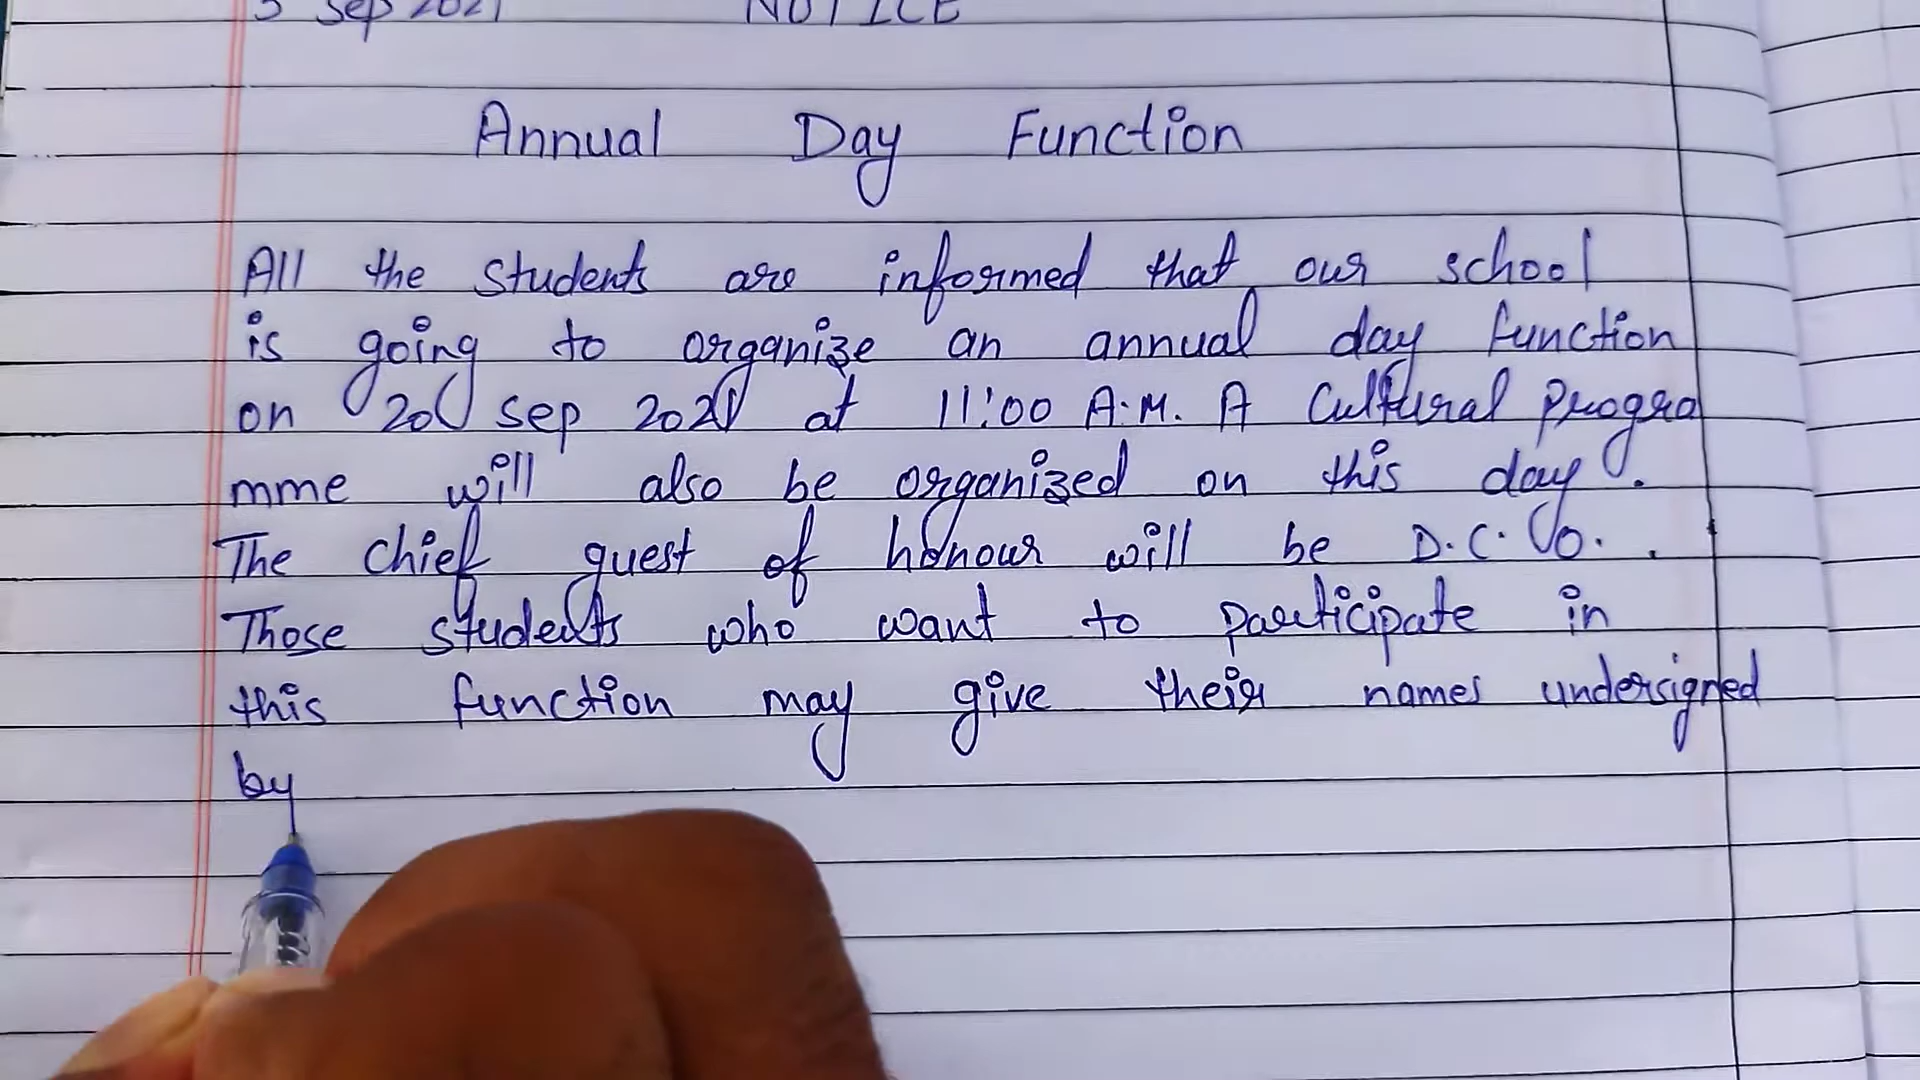 5 Sep 2021 NOTICE
Annual Day Function
All the students are informed that our school
is going to organize an annual day function
on 20 Sep 2021 at 11:00 A.M. A Cultural Progra
mme will also be organized on this day.
The chief guest of honour will be D.C. O. .
Those students who want to participate in
this function may give their names undersigned
by